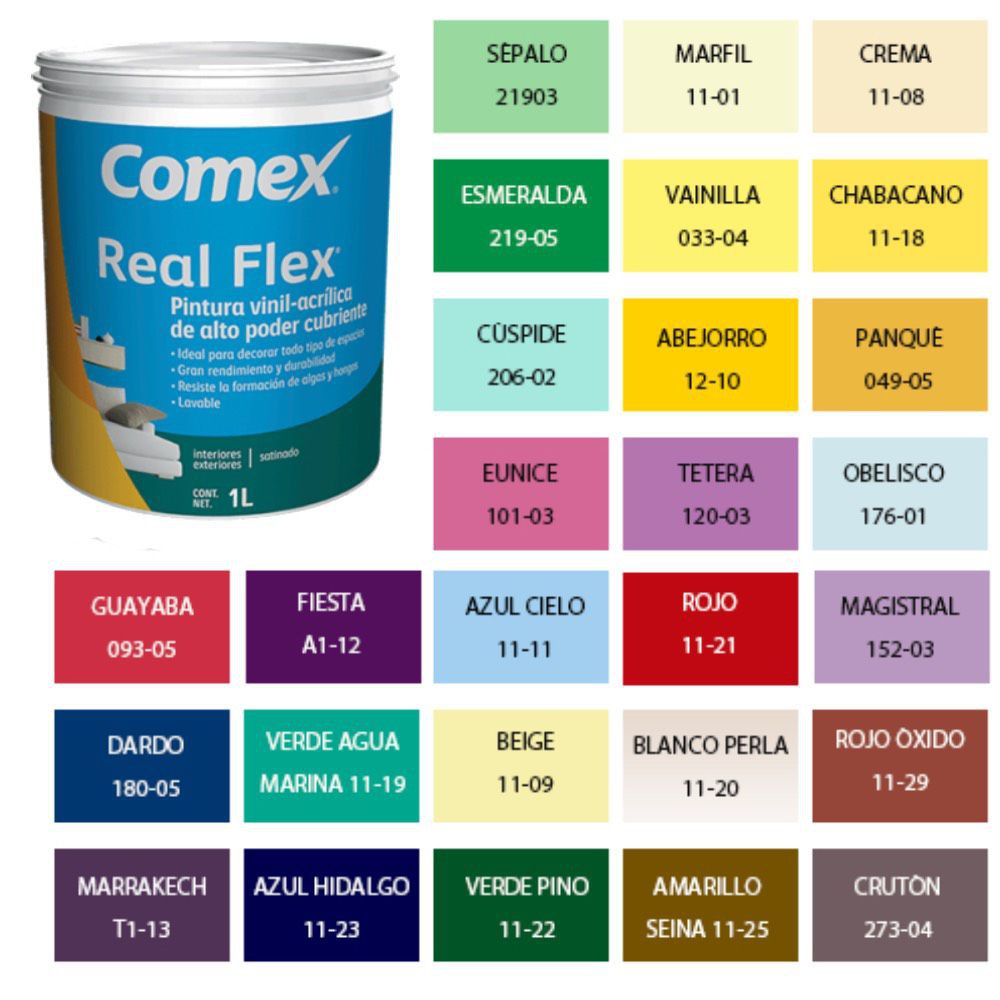 Comex®
Real Flex®
Pintura vinil-acrílica
de alto poder cubriente
• Ideal para decorar todo tipo de espacios
• Gran rendimiento y durabilidad
• Resiste la formación de algas y hongos
• Lavable
interiores
exteriores | satinado
CONT.
NET. 1L
SÉPALO
21903
MARFIL
11-01
CREMA
11-08
ESMERALDA
219-05
VAINILLA
033-04
CHABACANO
11-18
CÙSPIDE
206-02
ABEJORRO
12-10
PANQUÈ
049-05
EUNICE
101-03
TETERA
120-03
OBELISCO
176-01
GUAYABA
093-05
FIESTA
A1-12
AZUL CIELO
11-11
ROJO
11-21
MAGISTRAL
152-03
DARDO
180-05
VERDE AGUA
MARINA 11-19
BEIGE
11-09
BLANCO PERLA
11-20
ROJO ÒXIDO
11-29
MARRAKECH
T1-13
AZUL HIDALGO
11-23
VERDE PINO
11-22
AMARILLO
SEINA 11-25
CRUTÒN
273-04